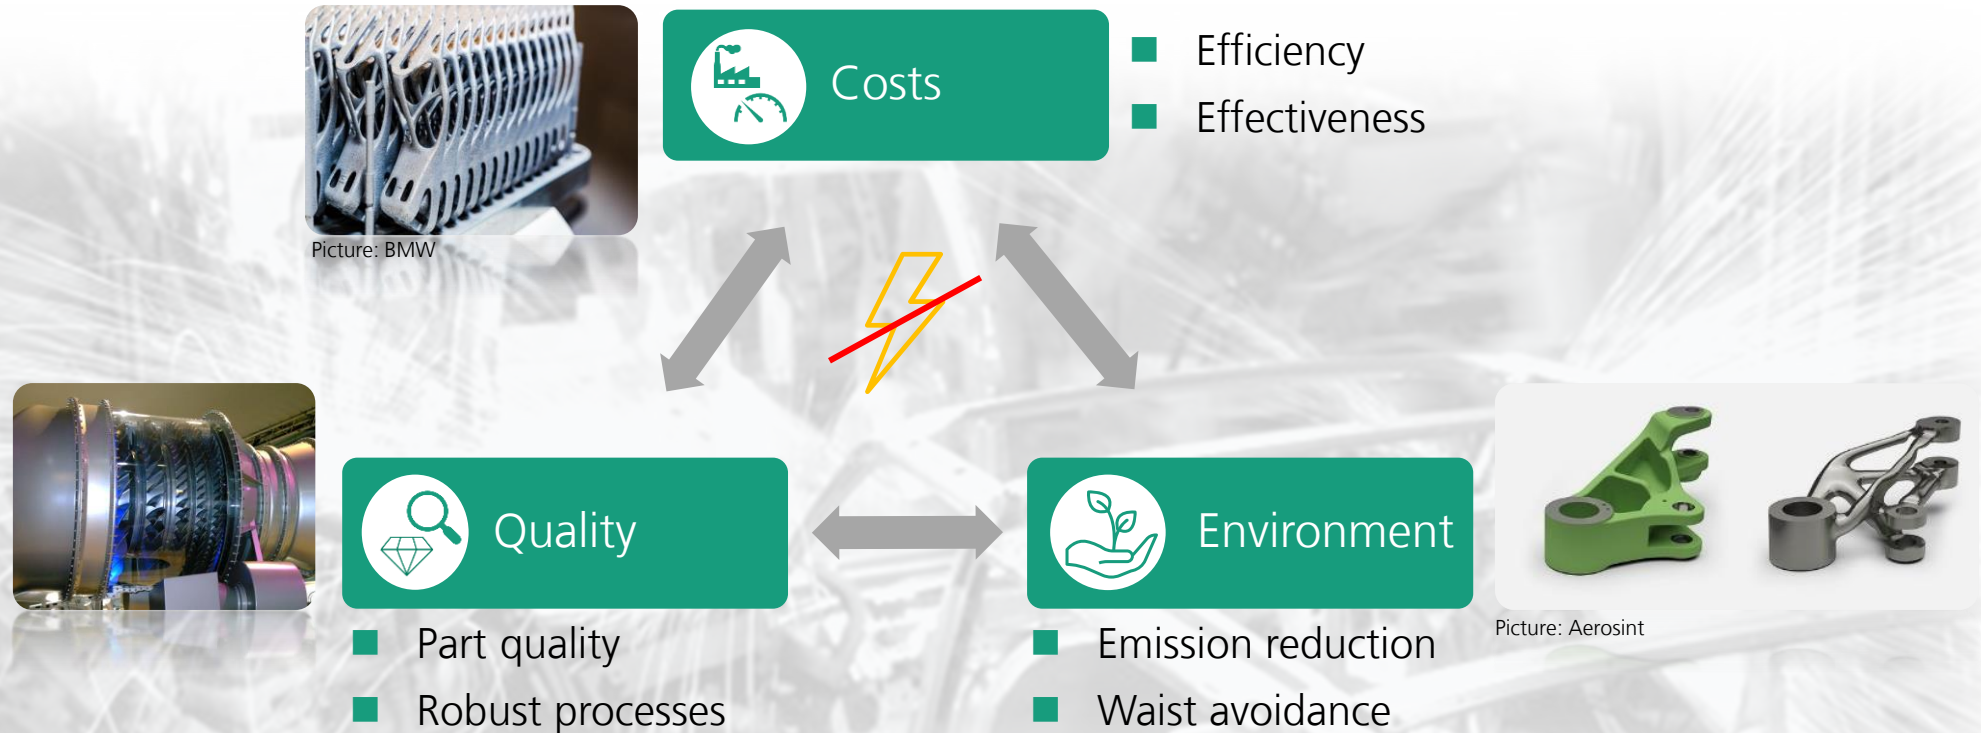 Costs
Efficiency
Effectiveness
Picture: BMW
Quality
Part quality
Robust processes
Environment
Emission reduction
Waist avoidance
Picture: Aerosint